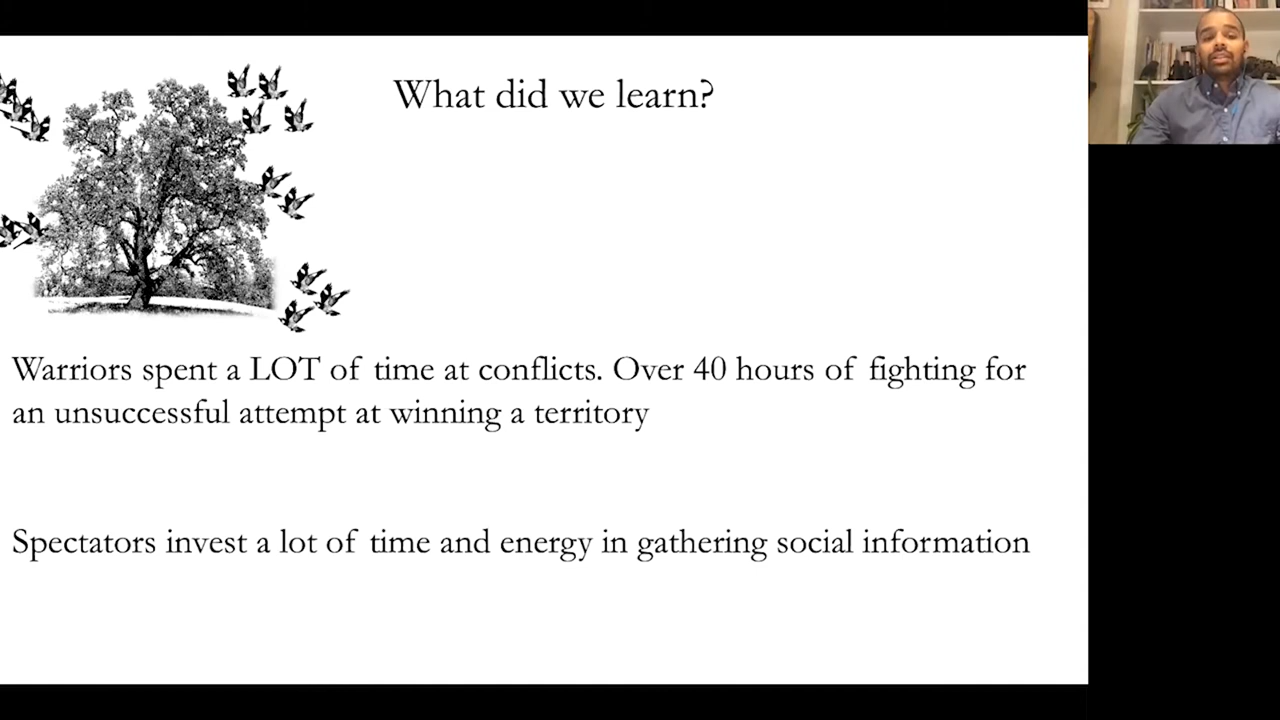 What did we learn?
Warriors spent a LOT of time at conflicts. Over 40 hours of fighting for
an unsuccessful attempt at winning a territory
Spectators invest a lot of time and energy in gathering social information